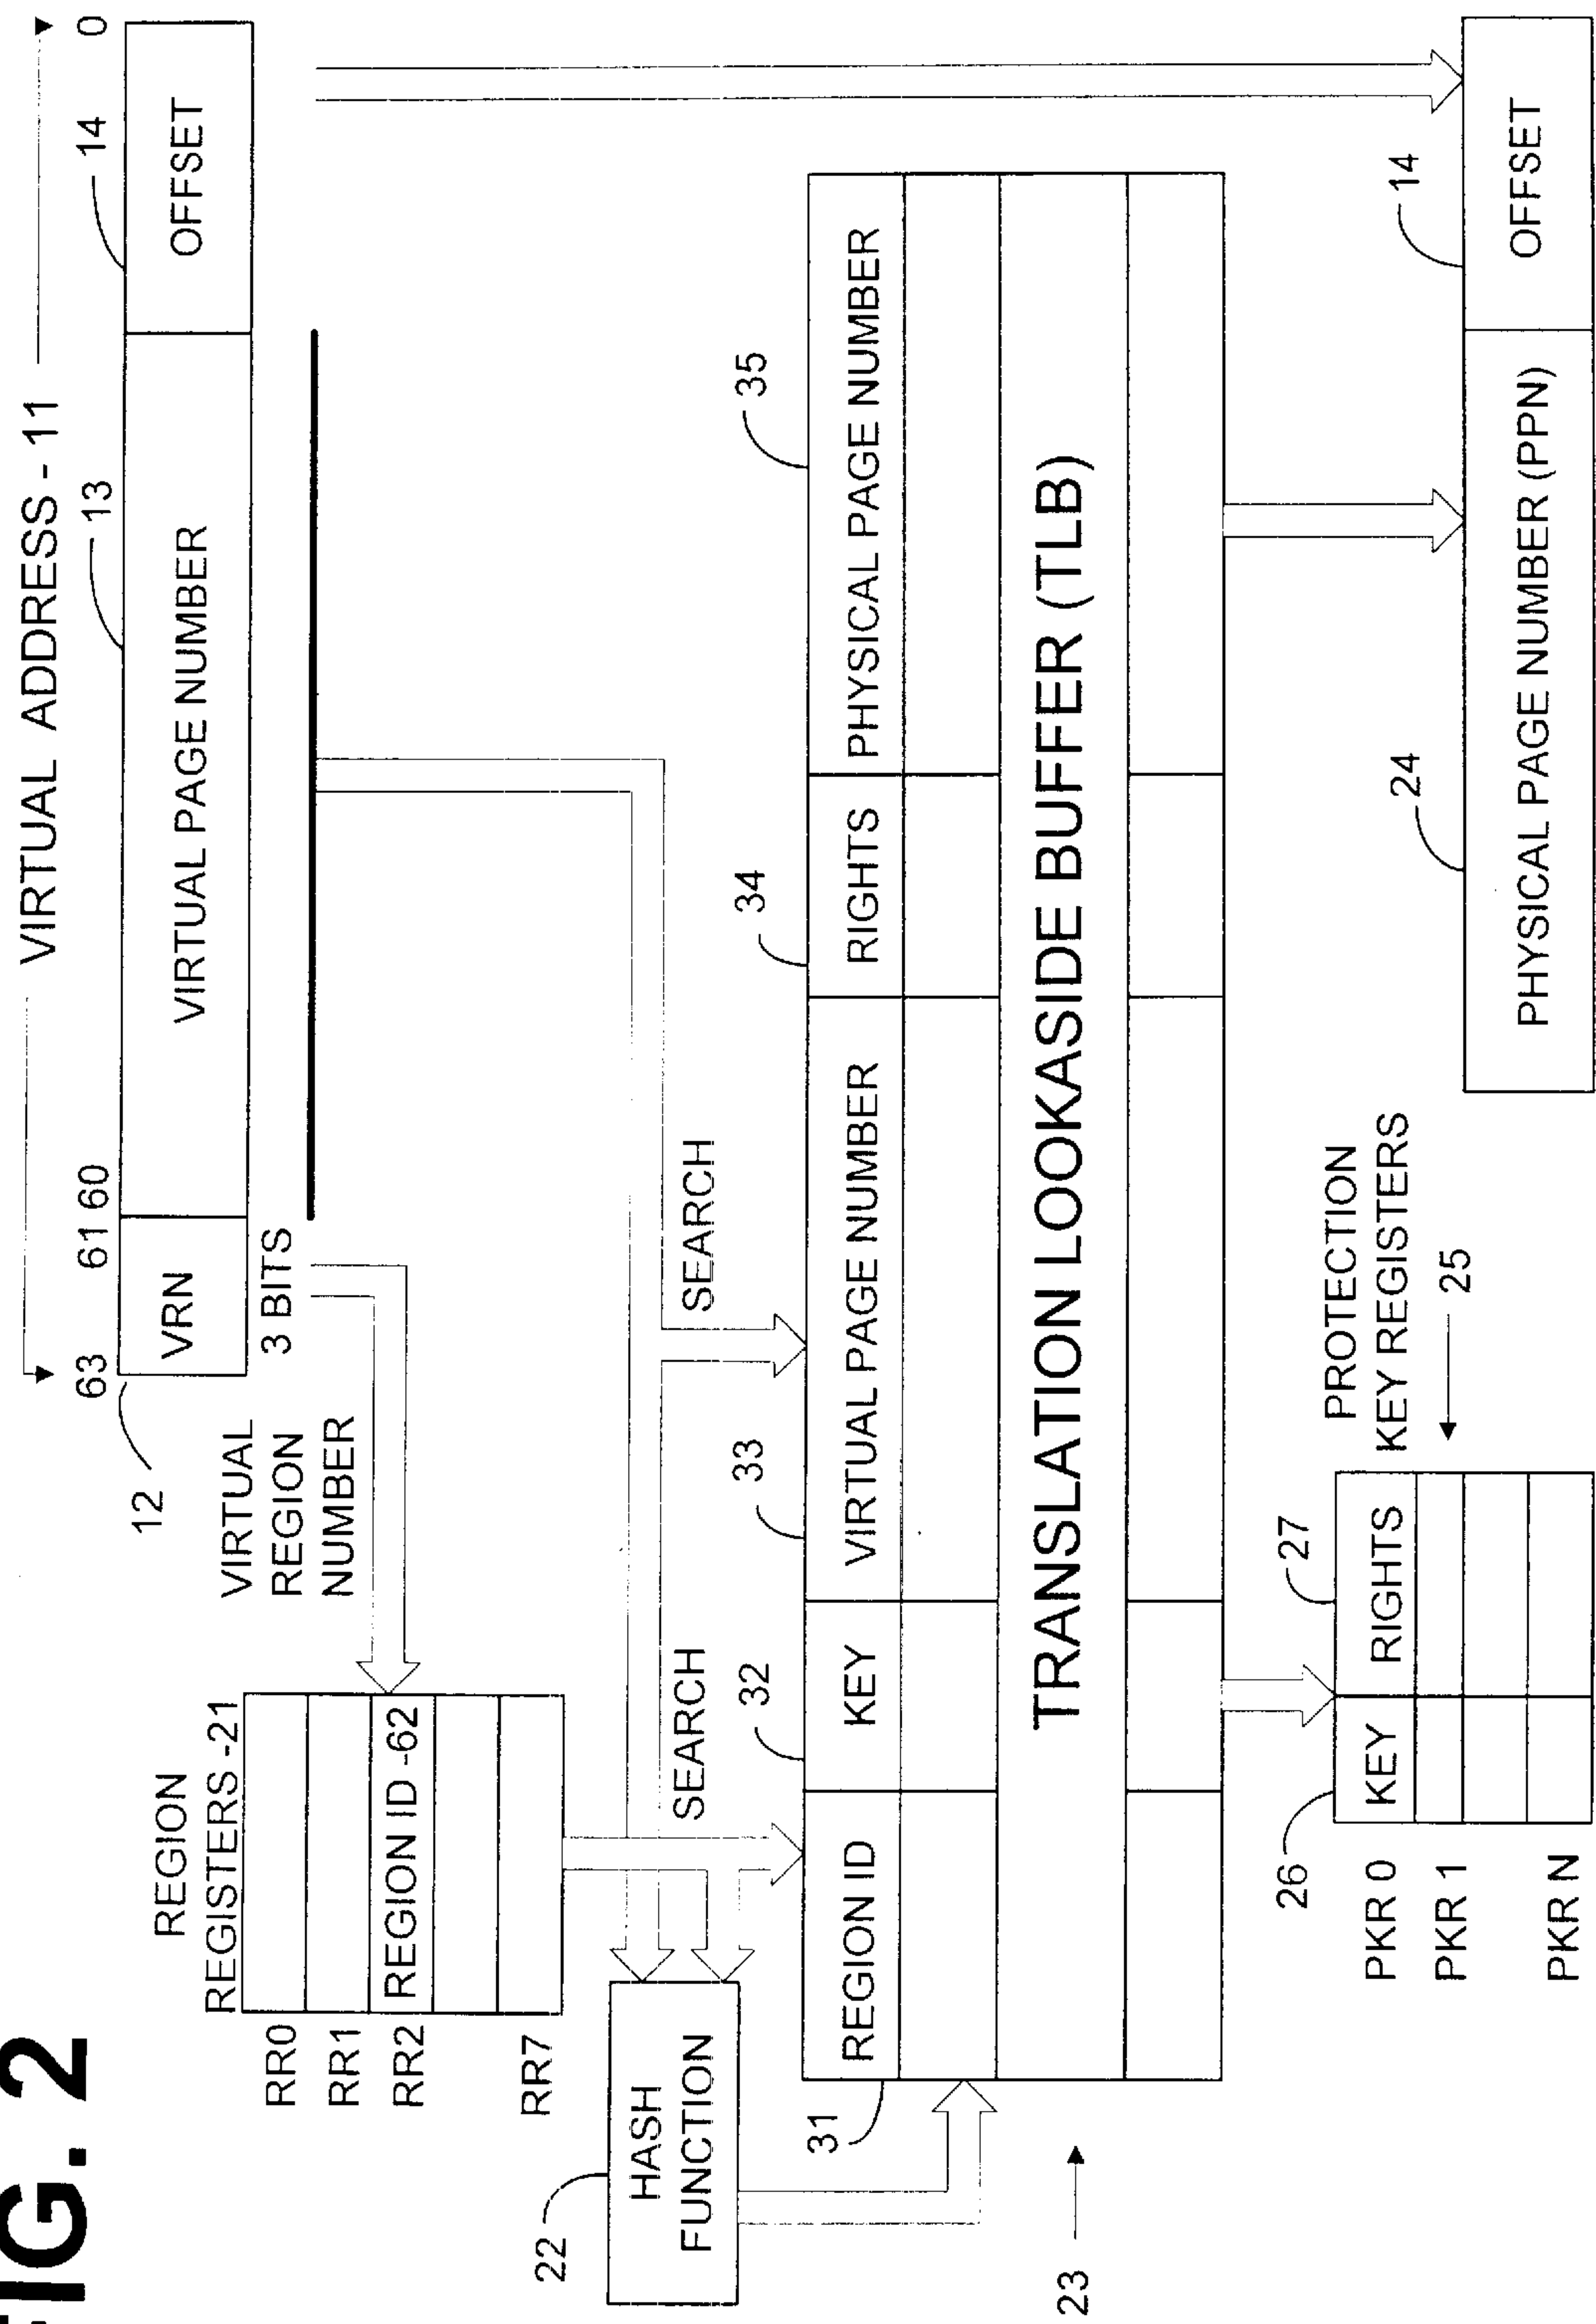 FIG. 2
VIRTUAL ADDRESS - 11
63
61
60
13
14
0
12
VRN
VIRTUAL PAGE NUMBER
OFFSET
3 BITS
VIRTUAL
REGION
NUMBER
REGION
REGISTERS -21
RR0
RR1
RR2
REGION ID -62
RR7
22
HASH
FUNCTION
SEARCH
SEARCH
31
32
33
34
35
REGION ID
KEY
VIRTUAL PAGE NUMBER
RIGHTS
PHYSICAL PAGE NUMBER
23
TRANSLATION LOOKASIDE BUFFER (TLB)
26
27
PROTECTION
KEY REGISTERS
25
PKR 0
KEY
RIGHTS
PKR 1
PKR N
24
14
PHYSICAL PAGE NUMBER (PPN)
OFFSET